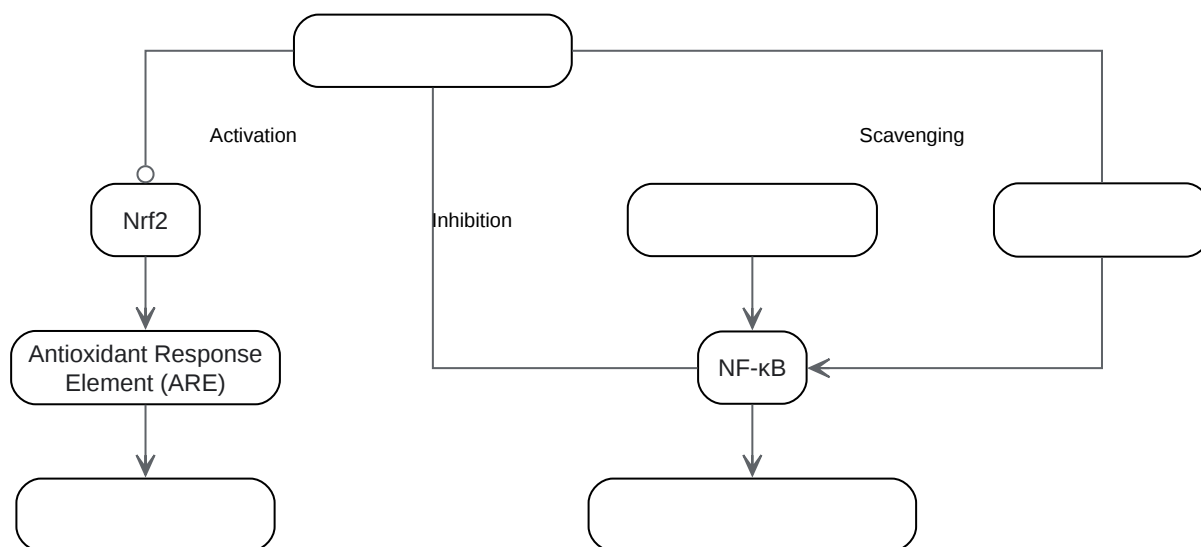 Activation
Scavenging
Nrf2
Inhibition
Antioxidant Response
Element (ARE)
NF-κB